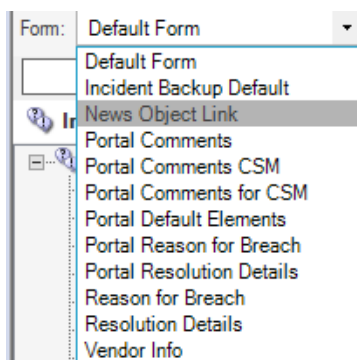 Form: Default Form
Default Form
Incident Backup Default
News Object Link
Portal Comments
Portal Comments CSM
Portal Comments for CSM
Portal Default Elements
Portal Reason for Breach
Portal Resolution Details
Reason for Breach
Resolution Details
Vendor Info